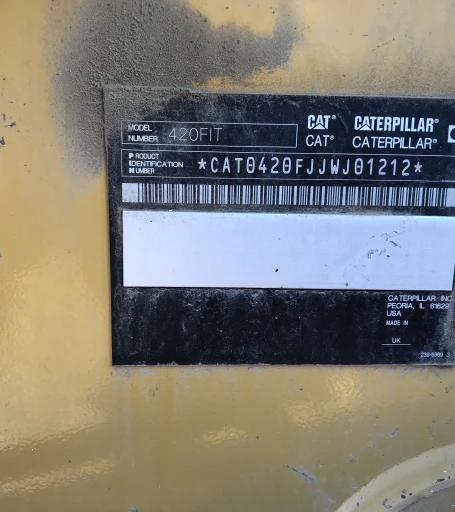 MODEL NUMBER 420FIT
CAT® CATERPILLAR®
CAT® CATERPILLAR®
PRODUCT IDENTIFICATION NUMBER *CAT0420FJJWJ01212*
CATERPILLAR INC
PEORIA, IL 61629
USA
MADE IN
UK